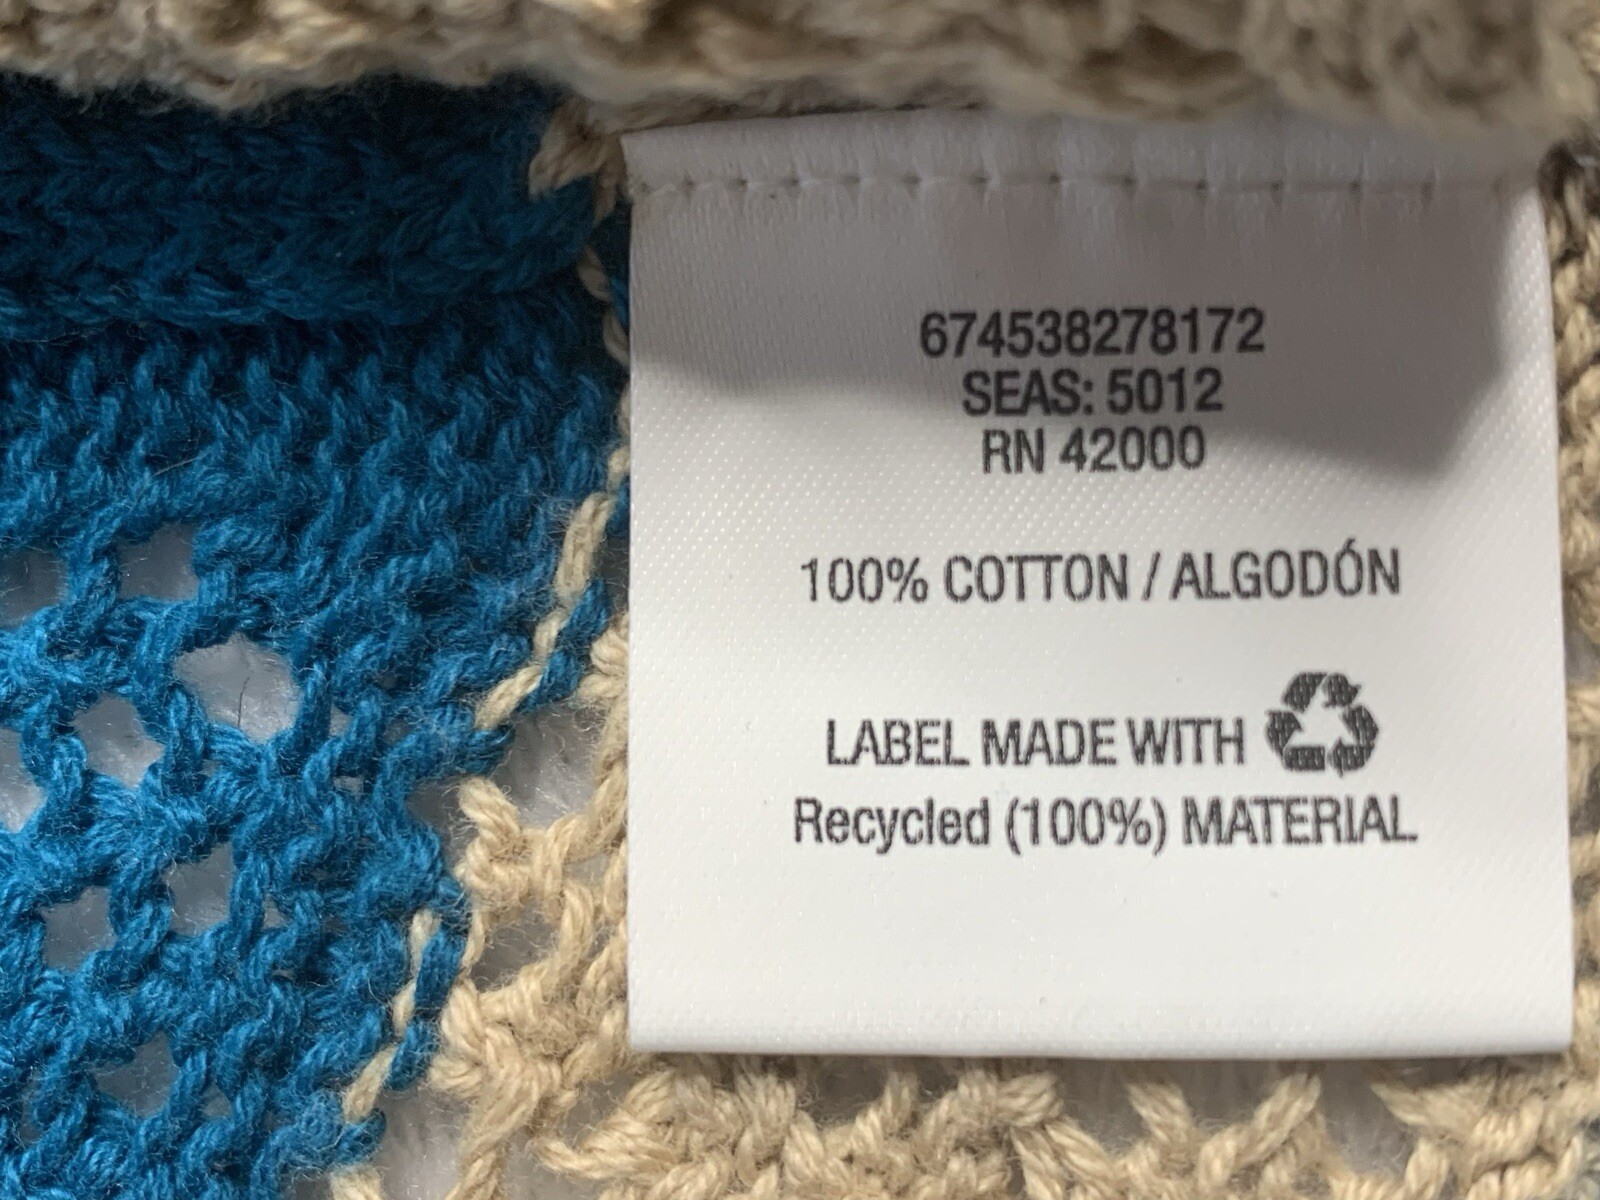 674538278172
SEAS: 5012
RN 42000
100% COTTON / ALGODÓN
LABEL MADE WITH
Recycled (100%) MATERIAL